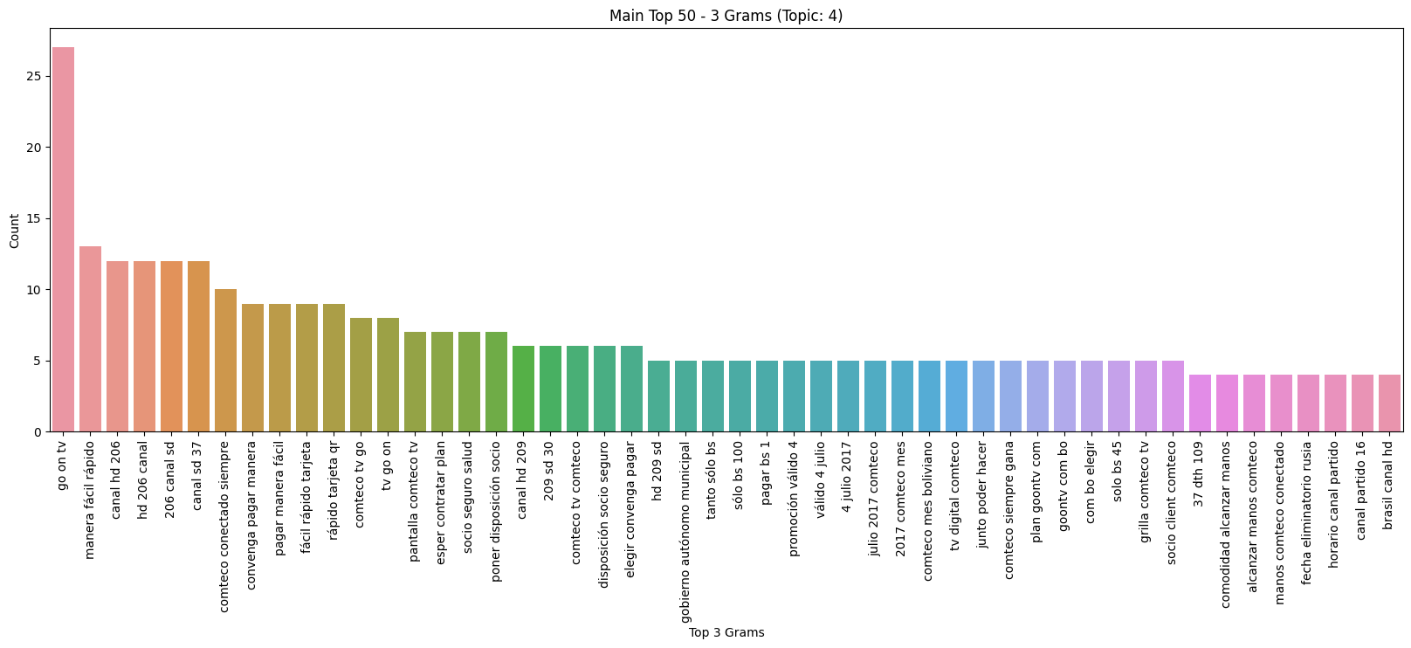 Main Top 50 - 3 Grams (Topic: 4)
Count
25
20
15
10
5
0
go on tv
manera fácil rápido
canal hd 206
hd 206 canal
206 canal sd
canal sd 37
comteco conectado siempre
convenga pagar manera
pagar manera fácil
fácil rápido tarjeta
rápido tarjeta qr
comteco tv go
tv go on
pantalla comteco tv
esper contratar plan
socio seguro salud
poner disposición socio
canal hd 209
209 sd 30
comteco tv comteco
disposición socio seguro
elegir convenga pagar
hd 209 sd
gobierno autónomo municipal
tanto sólo bs
sólo bs 100
pagar bs 1
promoción válido 4
válido 4 julio
4 julio 2017
julio 2017 comteco
2017 comteco mes
comteco mes boliviano
tv digital comteco
junto poder hacer
comteco siempre gana
plan goontv com
goontv com bo
com bo elegir
solo bs 45
grilla comteco tv
socio client comteco
37 dth 109
comodidad alcanzar manos
alcanzar manos comteco
manos comteco conectado
fecha eliminatorio rusia
horario canal partido
canal partido 16
brasil canal hd
Top 3 Grams